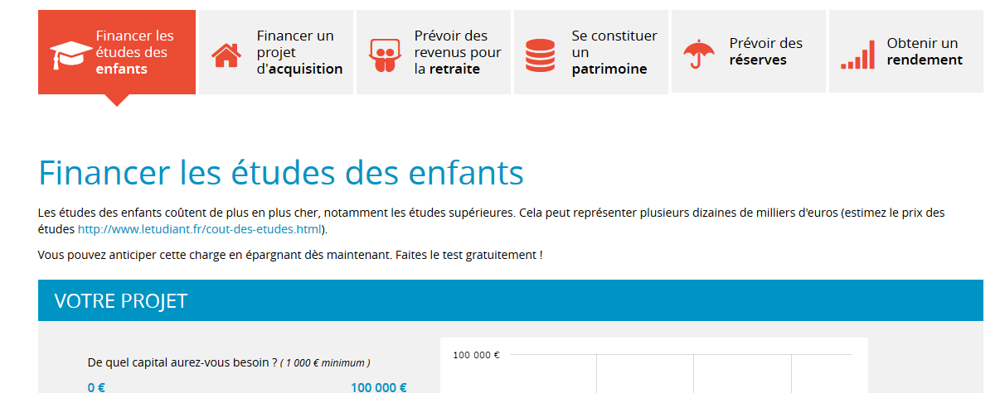 Financer les
études des
enfants
Financer un
projet
d'acquisition
Prévoir des
revenus pour
la retraite
Se constituer
un
patrimoine
Prévoir des
réserves
Obtenir un
rendement
Financer les études des enfants
Les études des enfants coûtent de plus en plus cher, notamment les études supérieures. Cela peut représenter plusieurs dizaines de milliers d'euros (estimez le prix des
études http://www.letudiant.fr/cout-des-etudes.html).
Vous pouvez anticiper cette charge en épargnant dès maintenant. Faites le test gratuitement !
VOTRE PROJET
De quel capital aurez-vous besoin ? ( 1 000 € minimum )
0 €
100 000 €
100 000 €